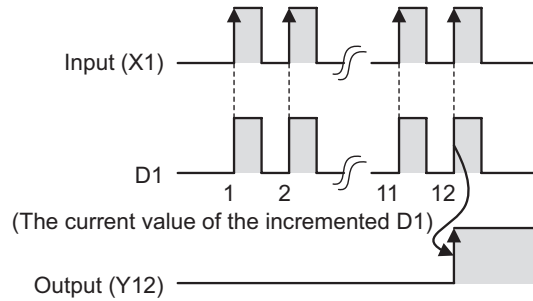 Input (X1)
D1
1 2 11 12
(The current value of the incremented D1)
Output (Y12)